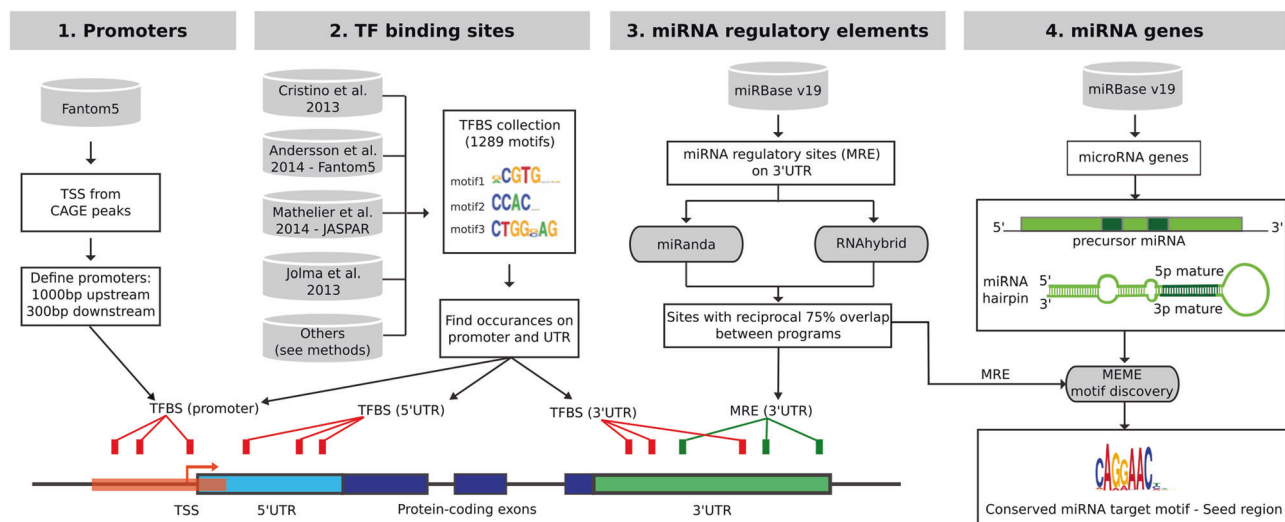 1. Promoters
Fantom5
TSS from
CAGE peaks
Define promoters:
1000bp upstream
300bp downstream
2. TF binding sites
Cristino et al.
2013
Andersson et al.
2014 - Fantom5
Mathelier et al.
2014 - JASPAR
Jolma et al.
2013
Others
(see methods)
TFBS collection
(1289 motifs)
motif1 CGTG
motif2 CCAC
motif3 CTGG AG
Find occurances on
promoter and UTR
3. miRNA regulatory elements
miRBase v19
miRNA regulatory sites (MRE)
on 3'UTR
miRanda
RNAhybrid
Sites with reciprocal 75% overlap
between programs
MRE
4. miRNA genes
miRBase v19
microRNA genes
5' 3'
precursor miRNA
miRNA
hairpin
5'
3'
5p mature
3p mature
MEME
motif discovery
CAGGAAC
Conserved miRNA target motif - Seed region
TFBS (promoter)
TFBS (5'UTR)
TFBS (3'UTR)
MRE (3'UTR)
TSS
5'UTR
Protein-coding exons
3'UTR